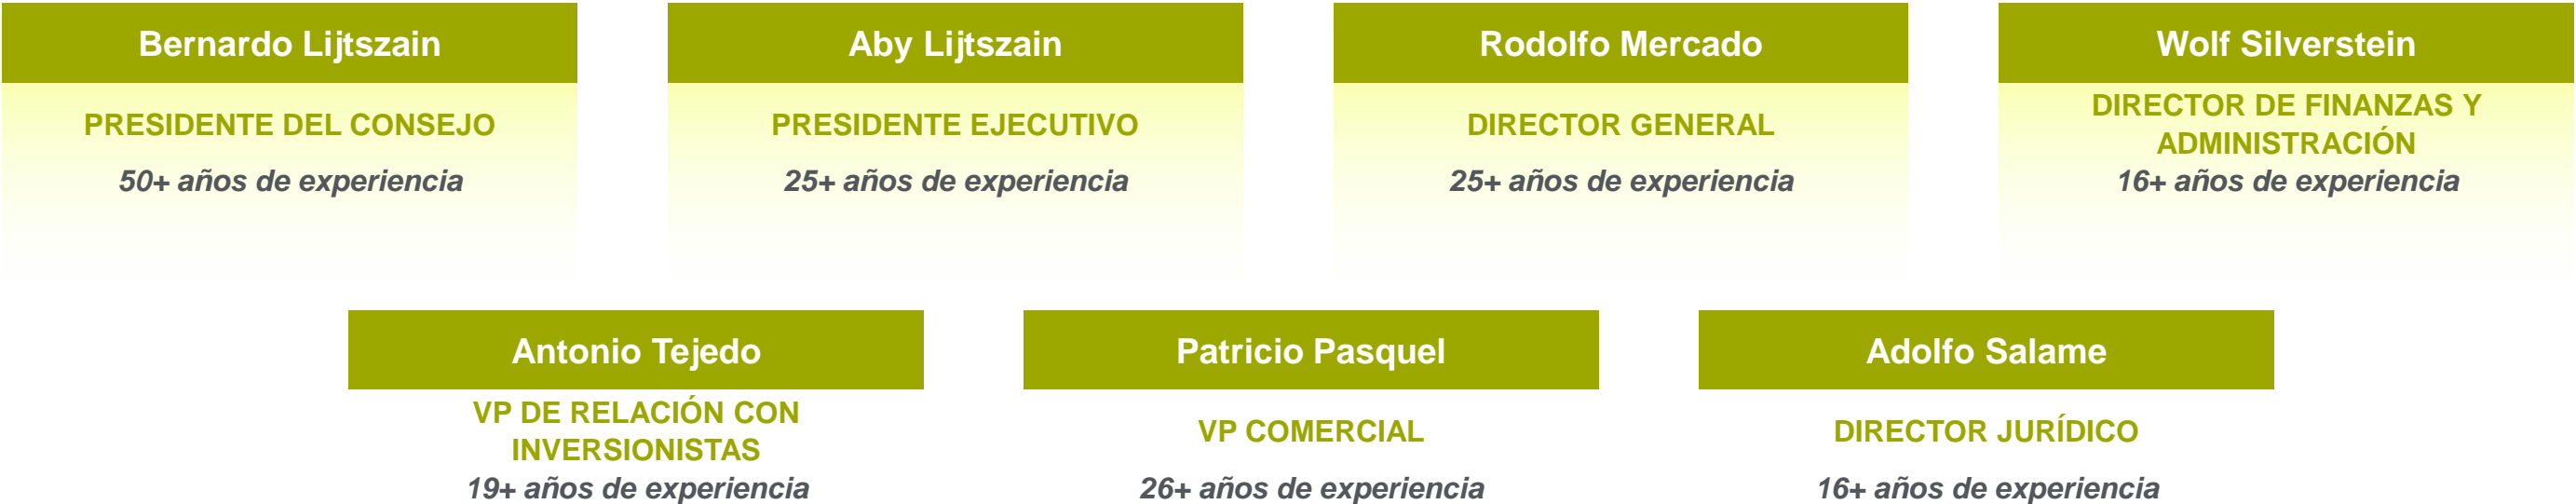 Bernardo Lijtszain
PRESIDENTE DEL CONSEJO
50+ años de experiencia
Aby Lijtszain
PRESIDENTE EJECUTIVO
25+ años de experiencia
Rodolfo Mercado
DIRECTOR GENERAL
25+ años de experiencia
Wolf Silverstein
DIRECTOR DE FINANZAS Y
ADMINISTRACIÓN
16+ años de experiencia
Antonio Tejedo
VP DE RELACIÓN CON
INVERSIONISTAS
19+ años de experiencia
Patricio Pasquel
VP COMERCIAL
26+ años de experiencia
Adolfo Salame
DIRECTOR JURÍDICO
16+ años de experiencia